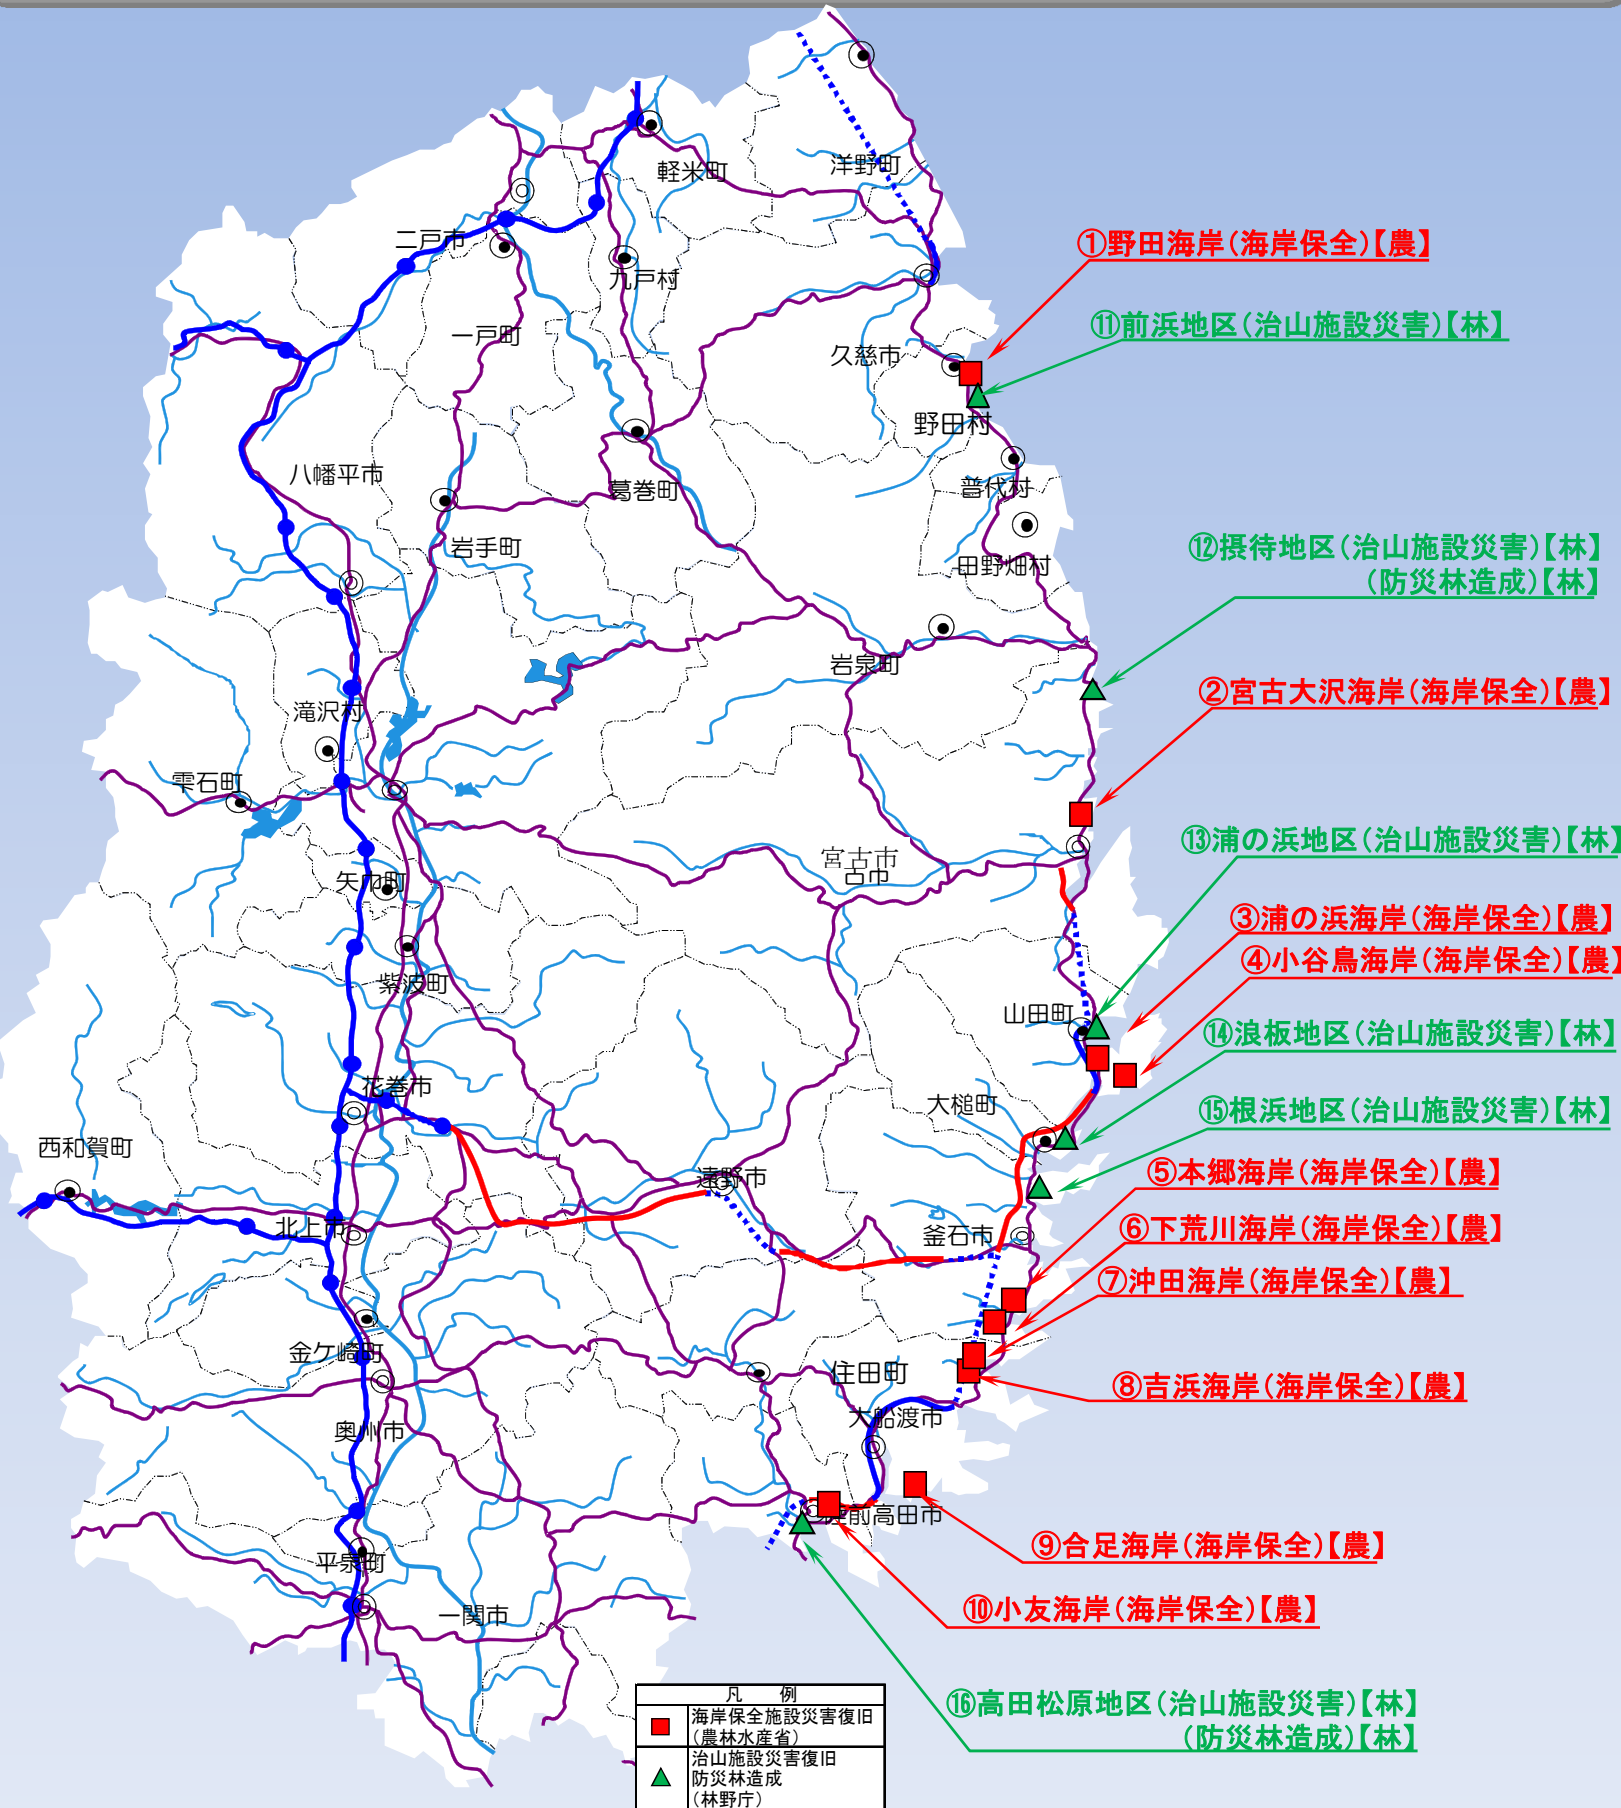 軽米町
洋野町
二戸市
九戸村
①野田海岸(海岸保全)【農】
一戸町
⑪前浜地区(治山施設災害)【林】
久慈市
野田村
八幡平市
葛巻町
普代村
岩手町
田野畑村
⑫摂待地区(治山施設災害)【林】
(防災林造成)【林】
岩泉町
②宮古大沢海岸(海岸保全)【農】
滝沢村
雫石町
⑬浦の浜地区(治山施設災害)【林】
宮古市
古市
矢巾町
③浦の浜海岸(海岸保全)【農】
④小谷鳥海岸(海岸保全)【農】
紫波町
山田町
⑭浪板地区(治山施設災害)【林】
花巻市
大槌町
⑮根浜地区(治山施設災害)【林】
西和賀町
遠野市
⑤本郷海岸(海岸保全)【農】
北上市
釜石市
⑥下荒川海岸(海岸保全)【農】
⑦沖田海岸(海岸保全)【農】
金ケ崎町
住田町
⑧吉浜海岸(海岸保全)【農】
奥州市
大船渡市
陸前高田市
⑨合足海岸(海岸保全)【農】
平泉町
一関市
⑩小友海岸(海岸保全)【農】
⑯高田松原地区(治山施設災害)【林】
(防災林造成)【林】
凡 例
海岸保全施設災害復旧
(農林水産省)
治山施設災害復旧
防災林造成
(林野庁)